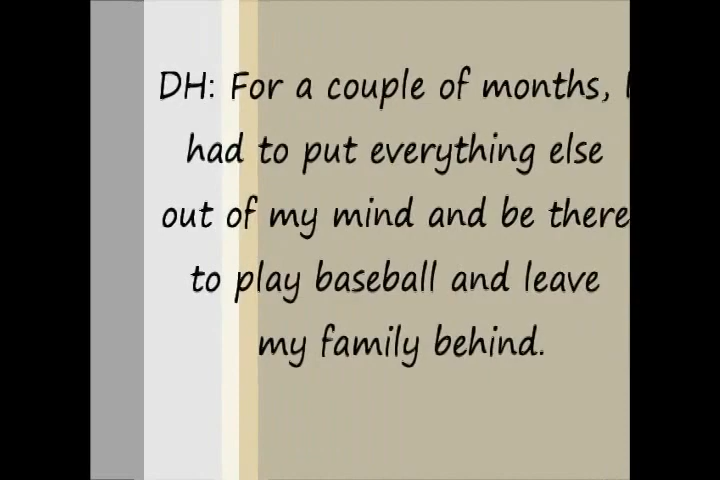 DH: For a couple of months, I
had to put everything else
out of my mind and be there
to play baseball and leave
my family behind.